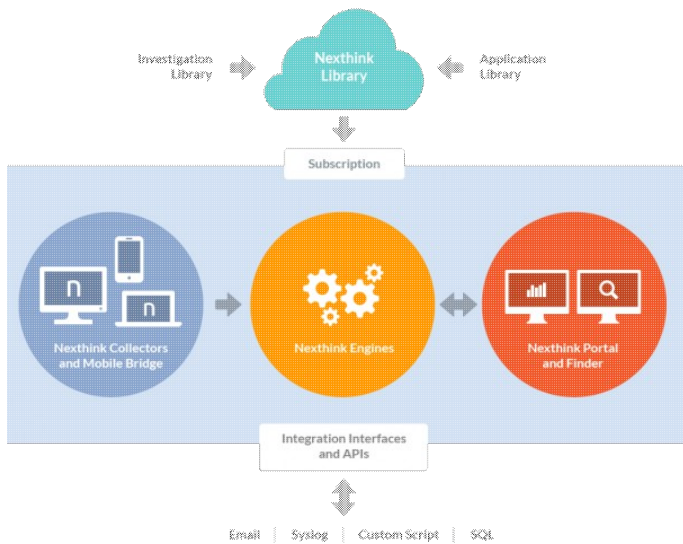 Nexthink
Library
Investigation
Library
Application
Library
Subscription
n
n
Nexthink Collectors
and Mobile Bridge
Nexthink Engines
Nexthink Portal
and Finder
Integration Interfaces
and APIs
Email
Syslog
Custom Script
SQL